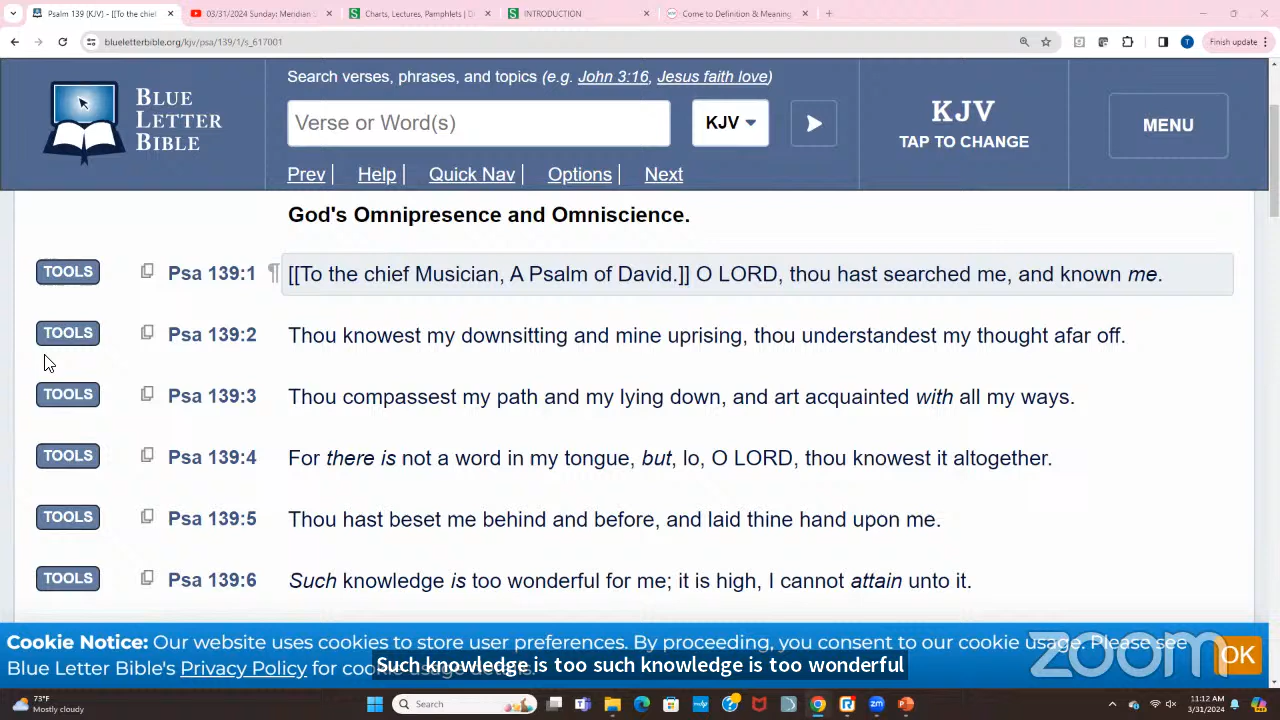 Psalm 139 (KJV) - [[To the chief
03/31/2024 Sunday: Meridian
Charts, Lectures, Pamphlets | D
INTRODUCTION
Come to Definition & Meaning
blueletterbible.org/kjv/psa/139/1/s_617001
T
Finish update
BLUE
LETTER
BIBLE
Search verses, phrases, and topics (e.g. John 3:16, Jesus faith love)
Verse or Word(s)
KJV
KJV
TAP TO CHANGE
MENU
Prev | Help | Quick Nav | Options | Next
God's Omnipresence and Omniscience.
TOOLS Psa 139:1 ¶ [[To the chief Musician, A Psalm of David.]] O LORD, thou hast searched me, and known me.
TOOLS Psa 139:2 Thou knowest my downsitting and mine uprising, thou understandest my thought afar off.
TOOLS Psa 139:3 Thou compassest my path and my lying down, and art acquainted with all my ways.
TOOLS Psa 139:4 For there is not a word in my tongue, but, lo, O LORD, thou knowest it altogether.
TOOLS Psa 139:5 Thou hast beset me behind and before, and laid thine hand upon me.
TOOLS Psa 139:6 Such knowledge is too wonderful for me; it is high, I cannot attain unto it.
Cookie Notice: Our website uses cookies to store user preferences. By proceeding, you consent to our cookie usage. Please see
Blue Letter Bible's Privacy Policy for cookie usage details.
OK
zoom
Such knowledge is too such knowledge is too wonderful
73°F
Mostly cloudy
Search
11:12 AM
3/31/2024